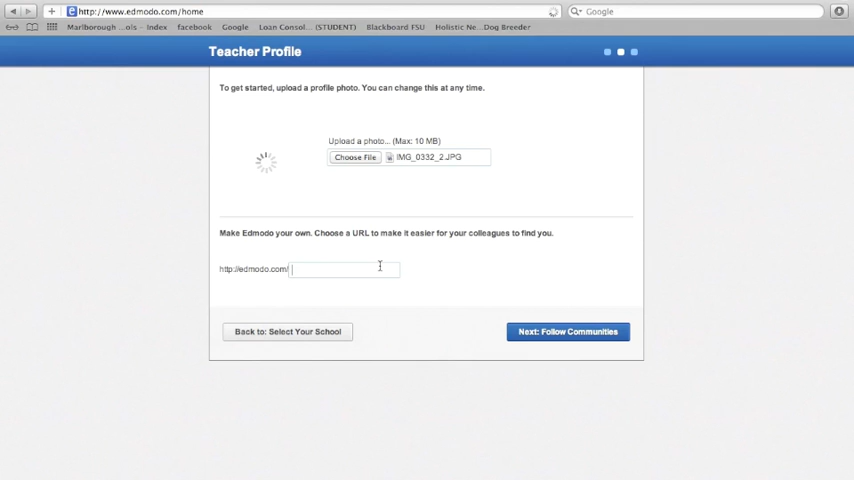 http://www.edmodo.com/home
Google
Marlborough ...ols – Index facebook Google Loan Consol... (STUDENT) Blackboard FSU Holistic Ne...Dog Breeder
Teacher Profile
To get started, upload a profile photo. You can change this at any time.
Upload a photo... (Max: 10 MB)
Choose File IMG_0332_2.JPG
Make Edmodo your own. Choose a URL to make it easier for your colleagues to find you.
http://edmodo.com/
Back to: Select Your School
Next: Follow Communities